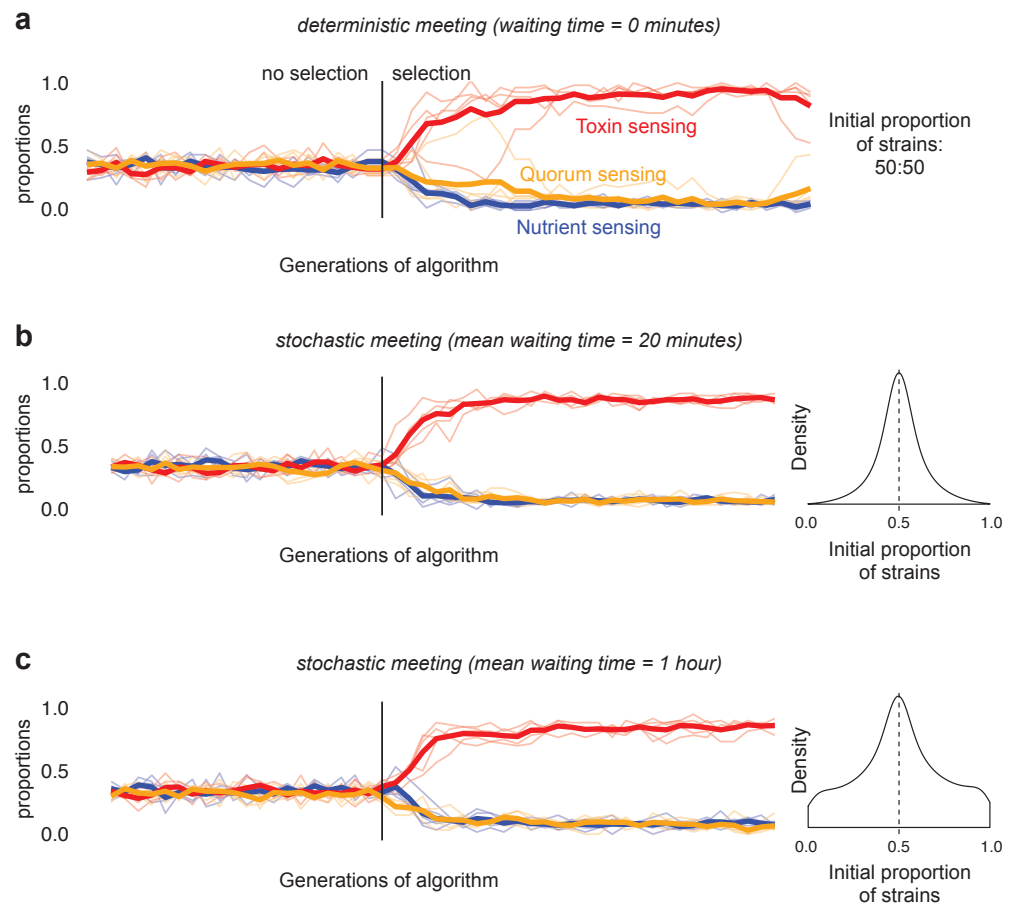 a
deterministic meeting (waiting time = 0 minutes)
no selection
selection
1.0
0.5
0.0
proportions
Toxin sensing
Quorum sensing
Nutrient sensing
Initial proportion
of strains:
50:50
Generations of algorithm
b
stochastic meeting (mean waiting time = 20 minutes)
1.0
0.5
0.0
proportions
Generations of algorithm
Density
0.0
0.5
1.0
Initial proportion
of strains
c
stochastic meeting (mean waiting time = 1 hour)
1.0
0.5
0.0
proportions
Generations of algorithm
Density
0.0
0.5
1.0
Initial proportion
of strains